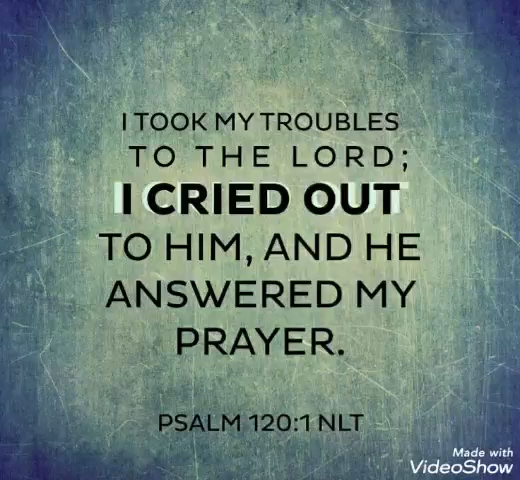 I TOOK MY TROUBLES
TO THE LORD;
I CRIED OUT
TO HIM, AND HE
ANSWERED MY
PRAYER.
PSALM 120:1 NLT
Made with
VideoShow